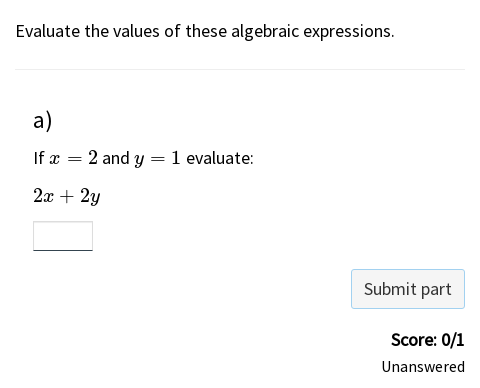 Evaluate the values of these algebraic expressions.
a)
If x = 2 and y = 1 evaluate:
2x + 2y
Submit part
Score: 0/1
Unanswered